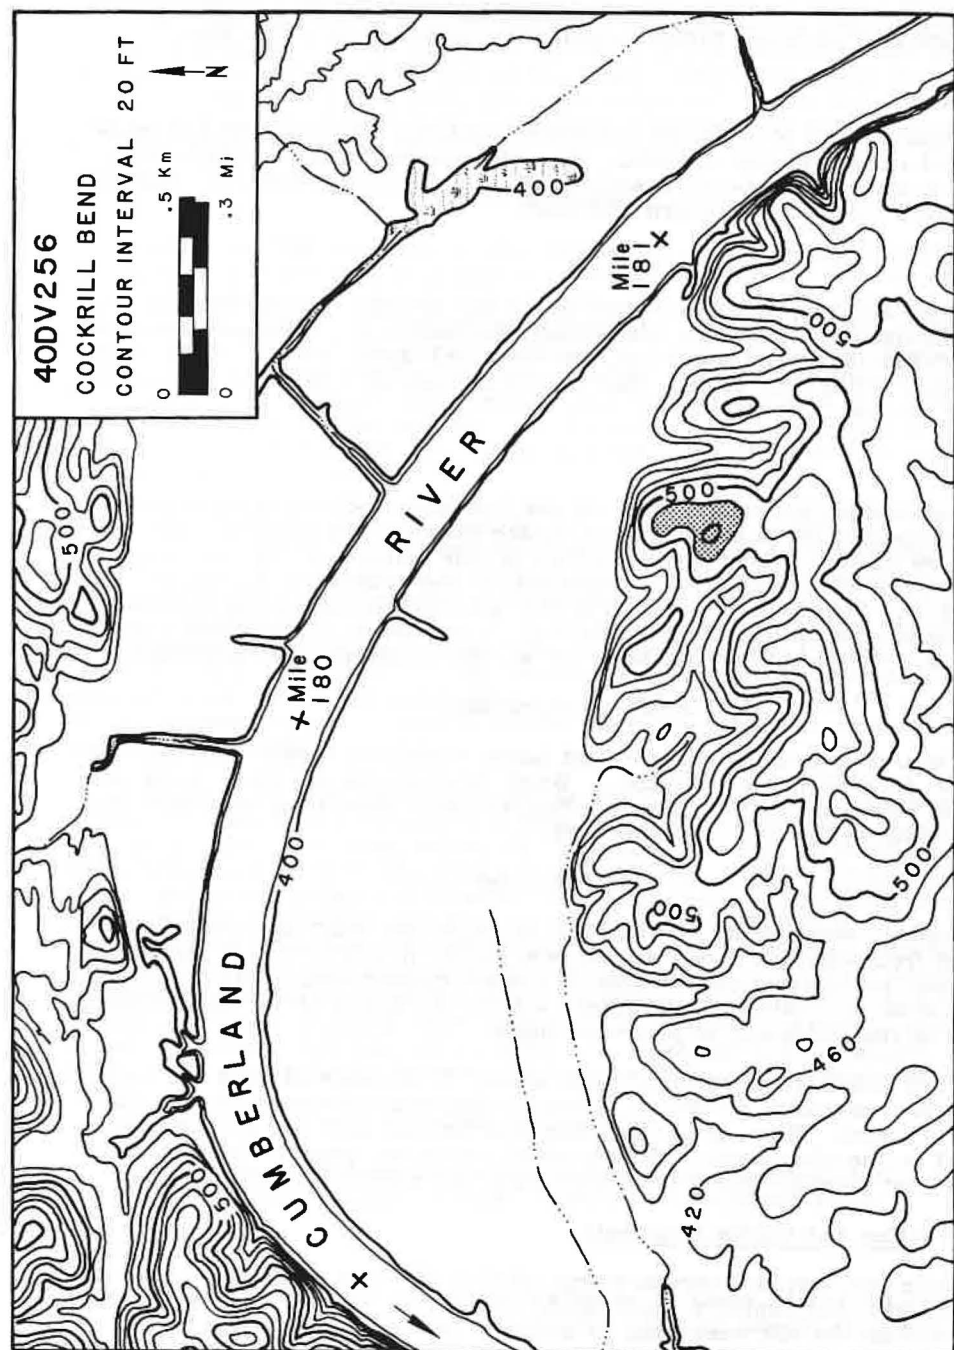 40DV256
COCKRILL BEND
CONTOUR INTERVAL 20 FT
N
0 .5 Km
0 .3 Mi
500
400
Mile
181
500
RIVER
500
Mile
180
400
500
500
CUMBERLAND
500
460
420